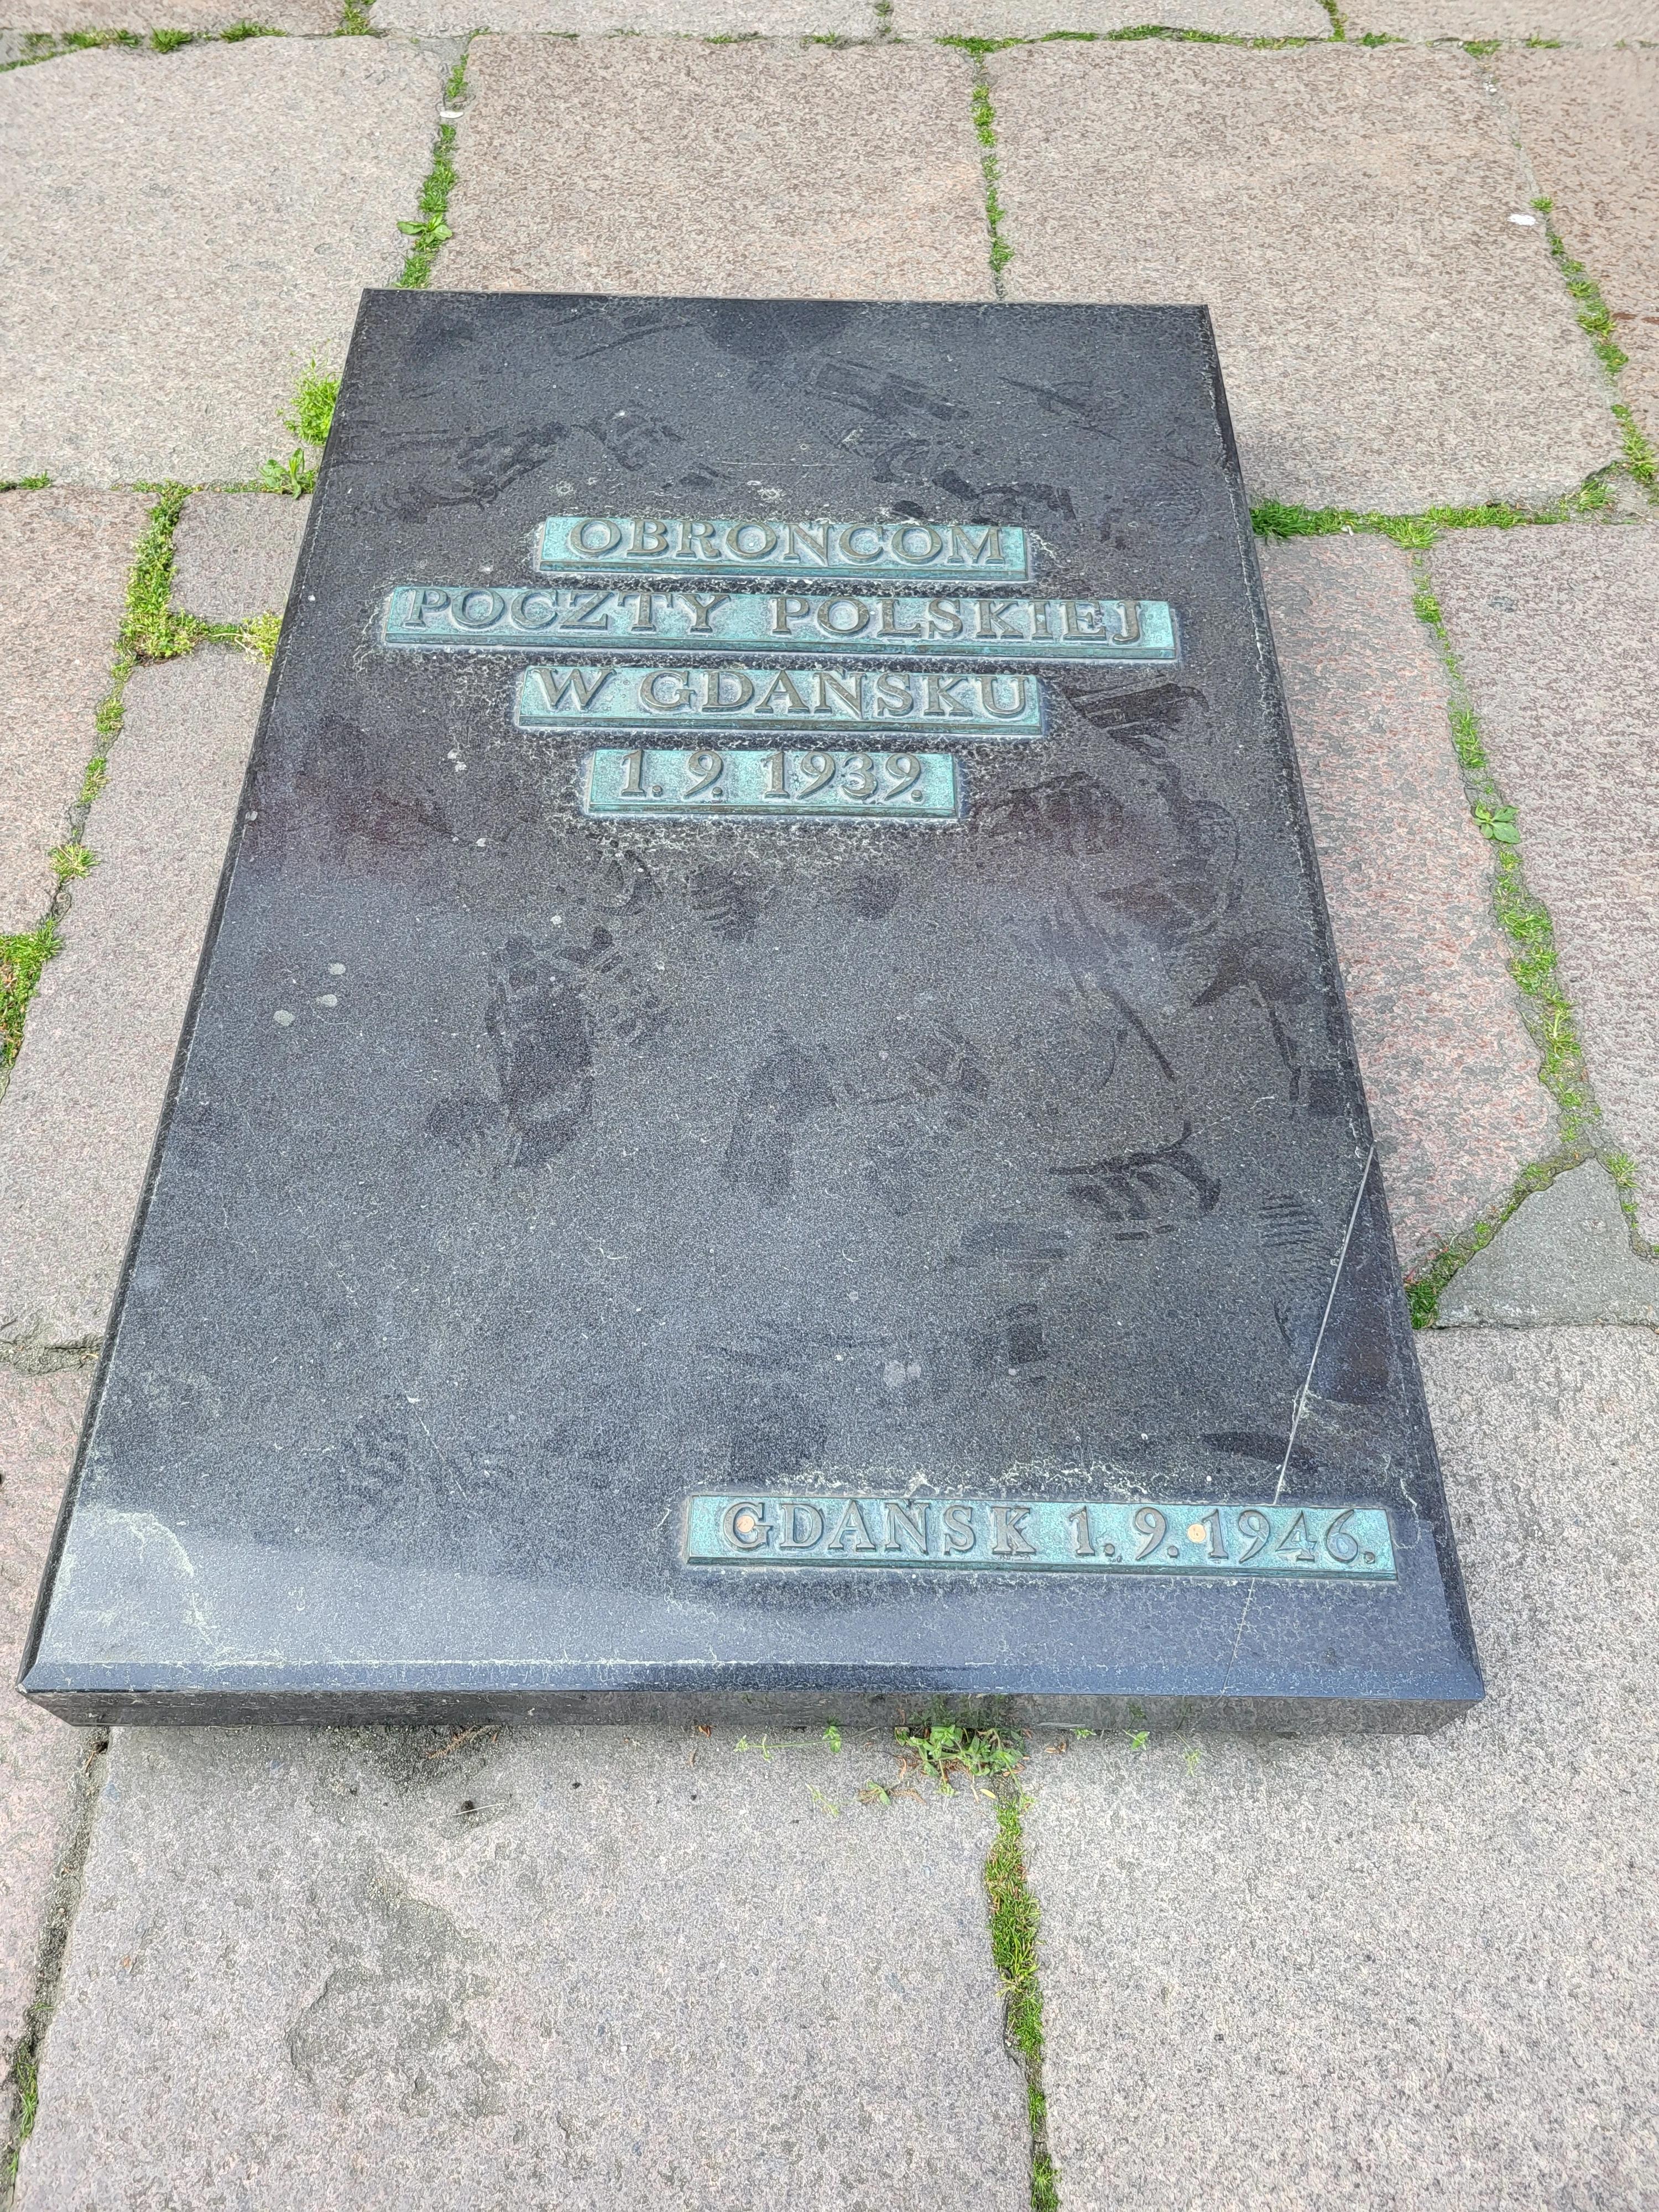 OBROŃCOM
POCZTY POLSKIEJ
W GDAŃSKU
1. 9. 1939.
GDAŃSK 1. 9. 1946.